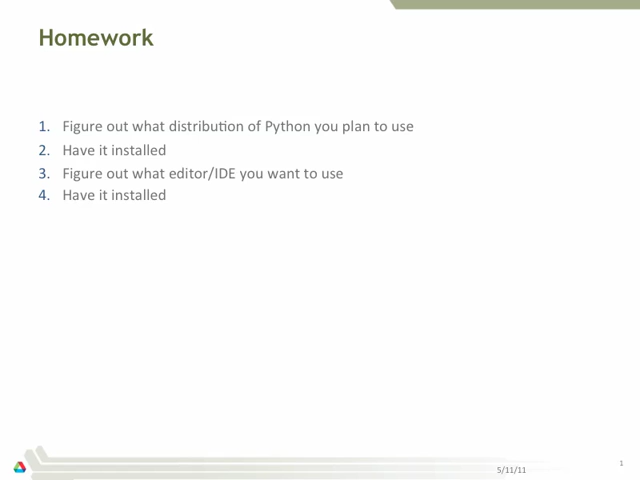 Homework
1. Figure out what distribution of Python you plan to use
2. Have it installed
3. Figure out what editor/IDE you want to use
4. Have it installed
5/11/11
1